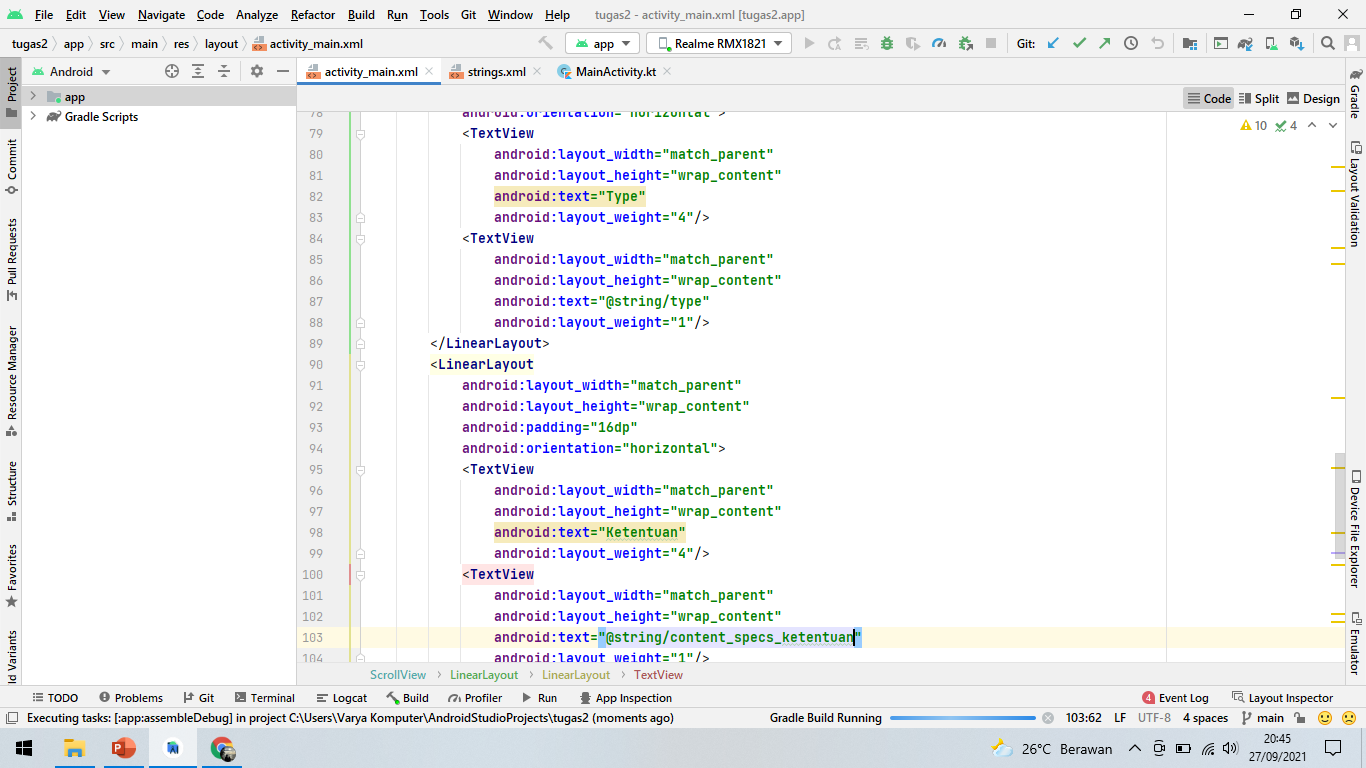 File Edit View Navigate Code Analyze Refactor Build Run Tools Git Window Help tugas2 - activity_main.xml [tugas2.app]
tugas2 app src main res layout activity_main.xml app Realme RMX1821 Git:
Android activity_main.xml strings.xml MainActivity.kt
Code Split Design
app
Gradle Scripts
10 4
78 android:orientation="horizontal">
79 <TextView
80 android:layout_width="match_parent"
81 android:layout_height="wrap_content"
82 android:text="Type"
83 android:layout_weight="4"/>
84 <TextView
85 android:layout_width="match_parent"
86 android:layout_height="wrap_content"
87 android:text="@string/type"
88 android:layout_weight="1"/>
89 </LinearLayout>
90 <LinearLayout
91 android:layout_width="match_parent"
92 android:layout_height="wrap_content"
93 android:padding="16dp"
94 android:orientation="horizontal">
95 <TextView
96 android:layout_width="match_parent"
97 android:layout_height="wrap_content"
98 android:text="Ketentuan"
99 android:layout_weight="4"/>
100 <TextView
101 android:layout_width="match_parent"
102 android:layout_height="wrap_content"
103 android:text="@string/content_specs_ketentuan"
104 android:layout_weight="1"/>
Project
Commit
Pull Requests
Resource Manager
Structure
Favorites
ld Variants
Gradle
Layout Validation
Device File Explorer
Emulator
ScrollView LinearLayout LinearLayout TextView
TODO Problems Git Terminal Logcat Build Profiler Run App Inspection 4 Event Log Layout Inspector
Executing tasks: [:app:assembleDebug] in project C:\Users\Varya Komputer\AndroidStudioProjects\tugas2 (moments ago) Gradle Build Running 103:62 LF UTF-8 4 spaces main
26°C Berawan
20:45
27/09/2021